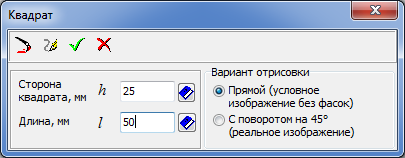 Квадрат
Сторона
квадрата, мм h 25
Длина, мм l 50
Вариант отрисовки
Прямой (условное
изображение без фасок)
С поворотом на 45°
(реальное изображение)